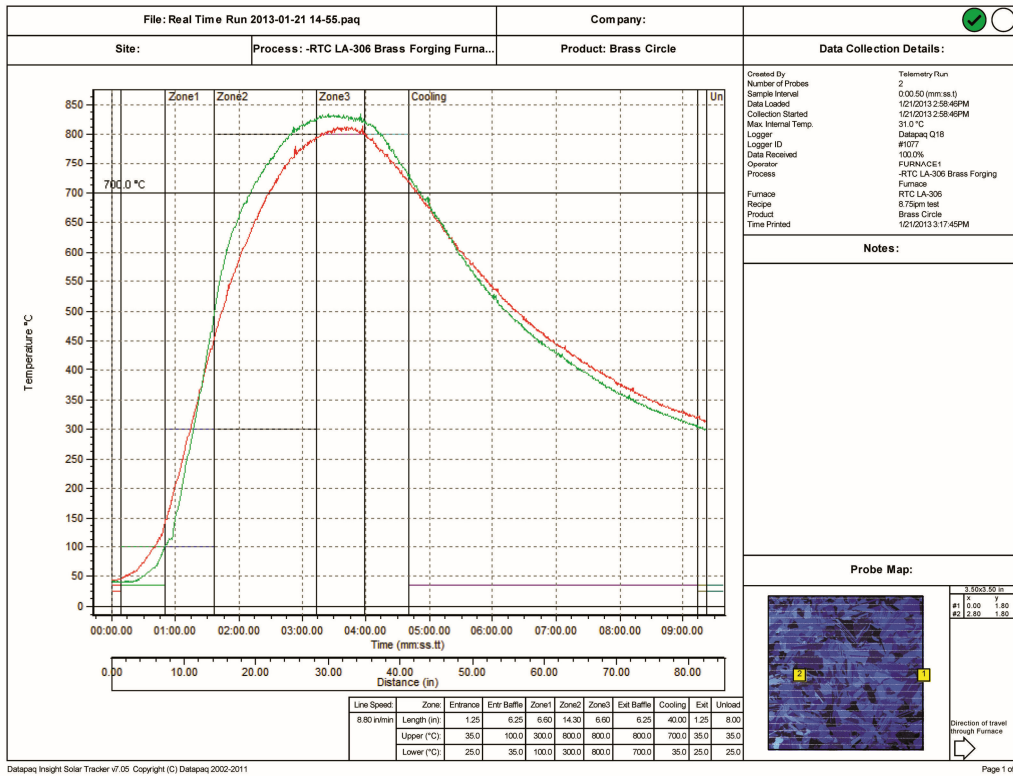 File: Real Time Run 2013-01-21 14-55.paq
Company:
Site:
Process: -RTC LA-306 Brass Forging Furna...
Product: Brass Circle
Data Collection Details:
Created By Telemetry Run
Number of Probes 2
Sample Interval 0:00.50 (mm:ss.t)
Data Loaded 1/21/2013 2:58:46PM
Collection Started 1/21/2013 2:58:46PM
Max. Internal Temp. 31.0 °C
Logger Datapaq Q18
Logger ID #1077
Data Received 100.0%
Operator FURNACE1
Process -RTC LA-306 Brass Forging
Furnace
Furnace RTC LA-306
Recipe 8.75ipm test
Product Brass Circle
Time Printed 1/21/2013 3:17:45PM
Notes:
Zone1 Zone2 Zone3 Cooling Un
850
800
750
700
650
600
550
500
450
400
350
300
250
200
150
100
50
0
700.0 °C
Temperature °C
00:00.00 01:00.00 02:00.00 03:00.00 04:00.00 05:00.00 06:00.00 07:00.00 08:00.00 09:00.00
Time (mm:ss.tt)
0.00 10.00 20.00 30.00 40.00 50.00 60.00 70.00 80.00
Distance (in)
Probe Map:
3.50x3.50 in
x y
#1 0.00 1.80
#2 2.80 1.80
2
1
Direction of travel
through Furnace
Line Speed: Zone: Entrance Entr Baffle Zone1 Zone2 Zone3 Exit Baffle Cooling Exit Unload
8.80 in/min Length (in): 1.25 6.25 6.60 14.30 6.60 6.25 40.00 1.25 8.00
Upper (°C): 35.0 100.0 300.0 800.0 800.0 800.0 700.0 35.0 35.0
Lower (°C): 25.0 35.0 100.0 300.0 800.0 700.0 35.0 25.0 25.0
Datapaq Insight Solar Tracker v7.05 Copyright (C) Datapaq 2002-2011
Page 1 of